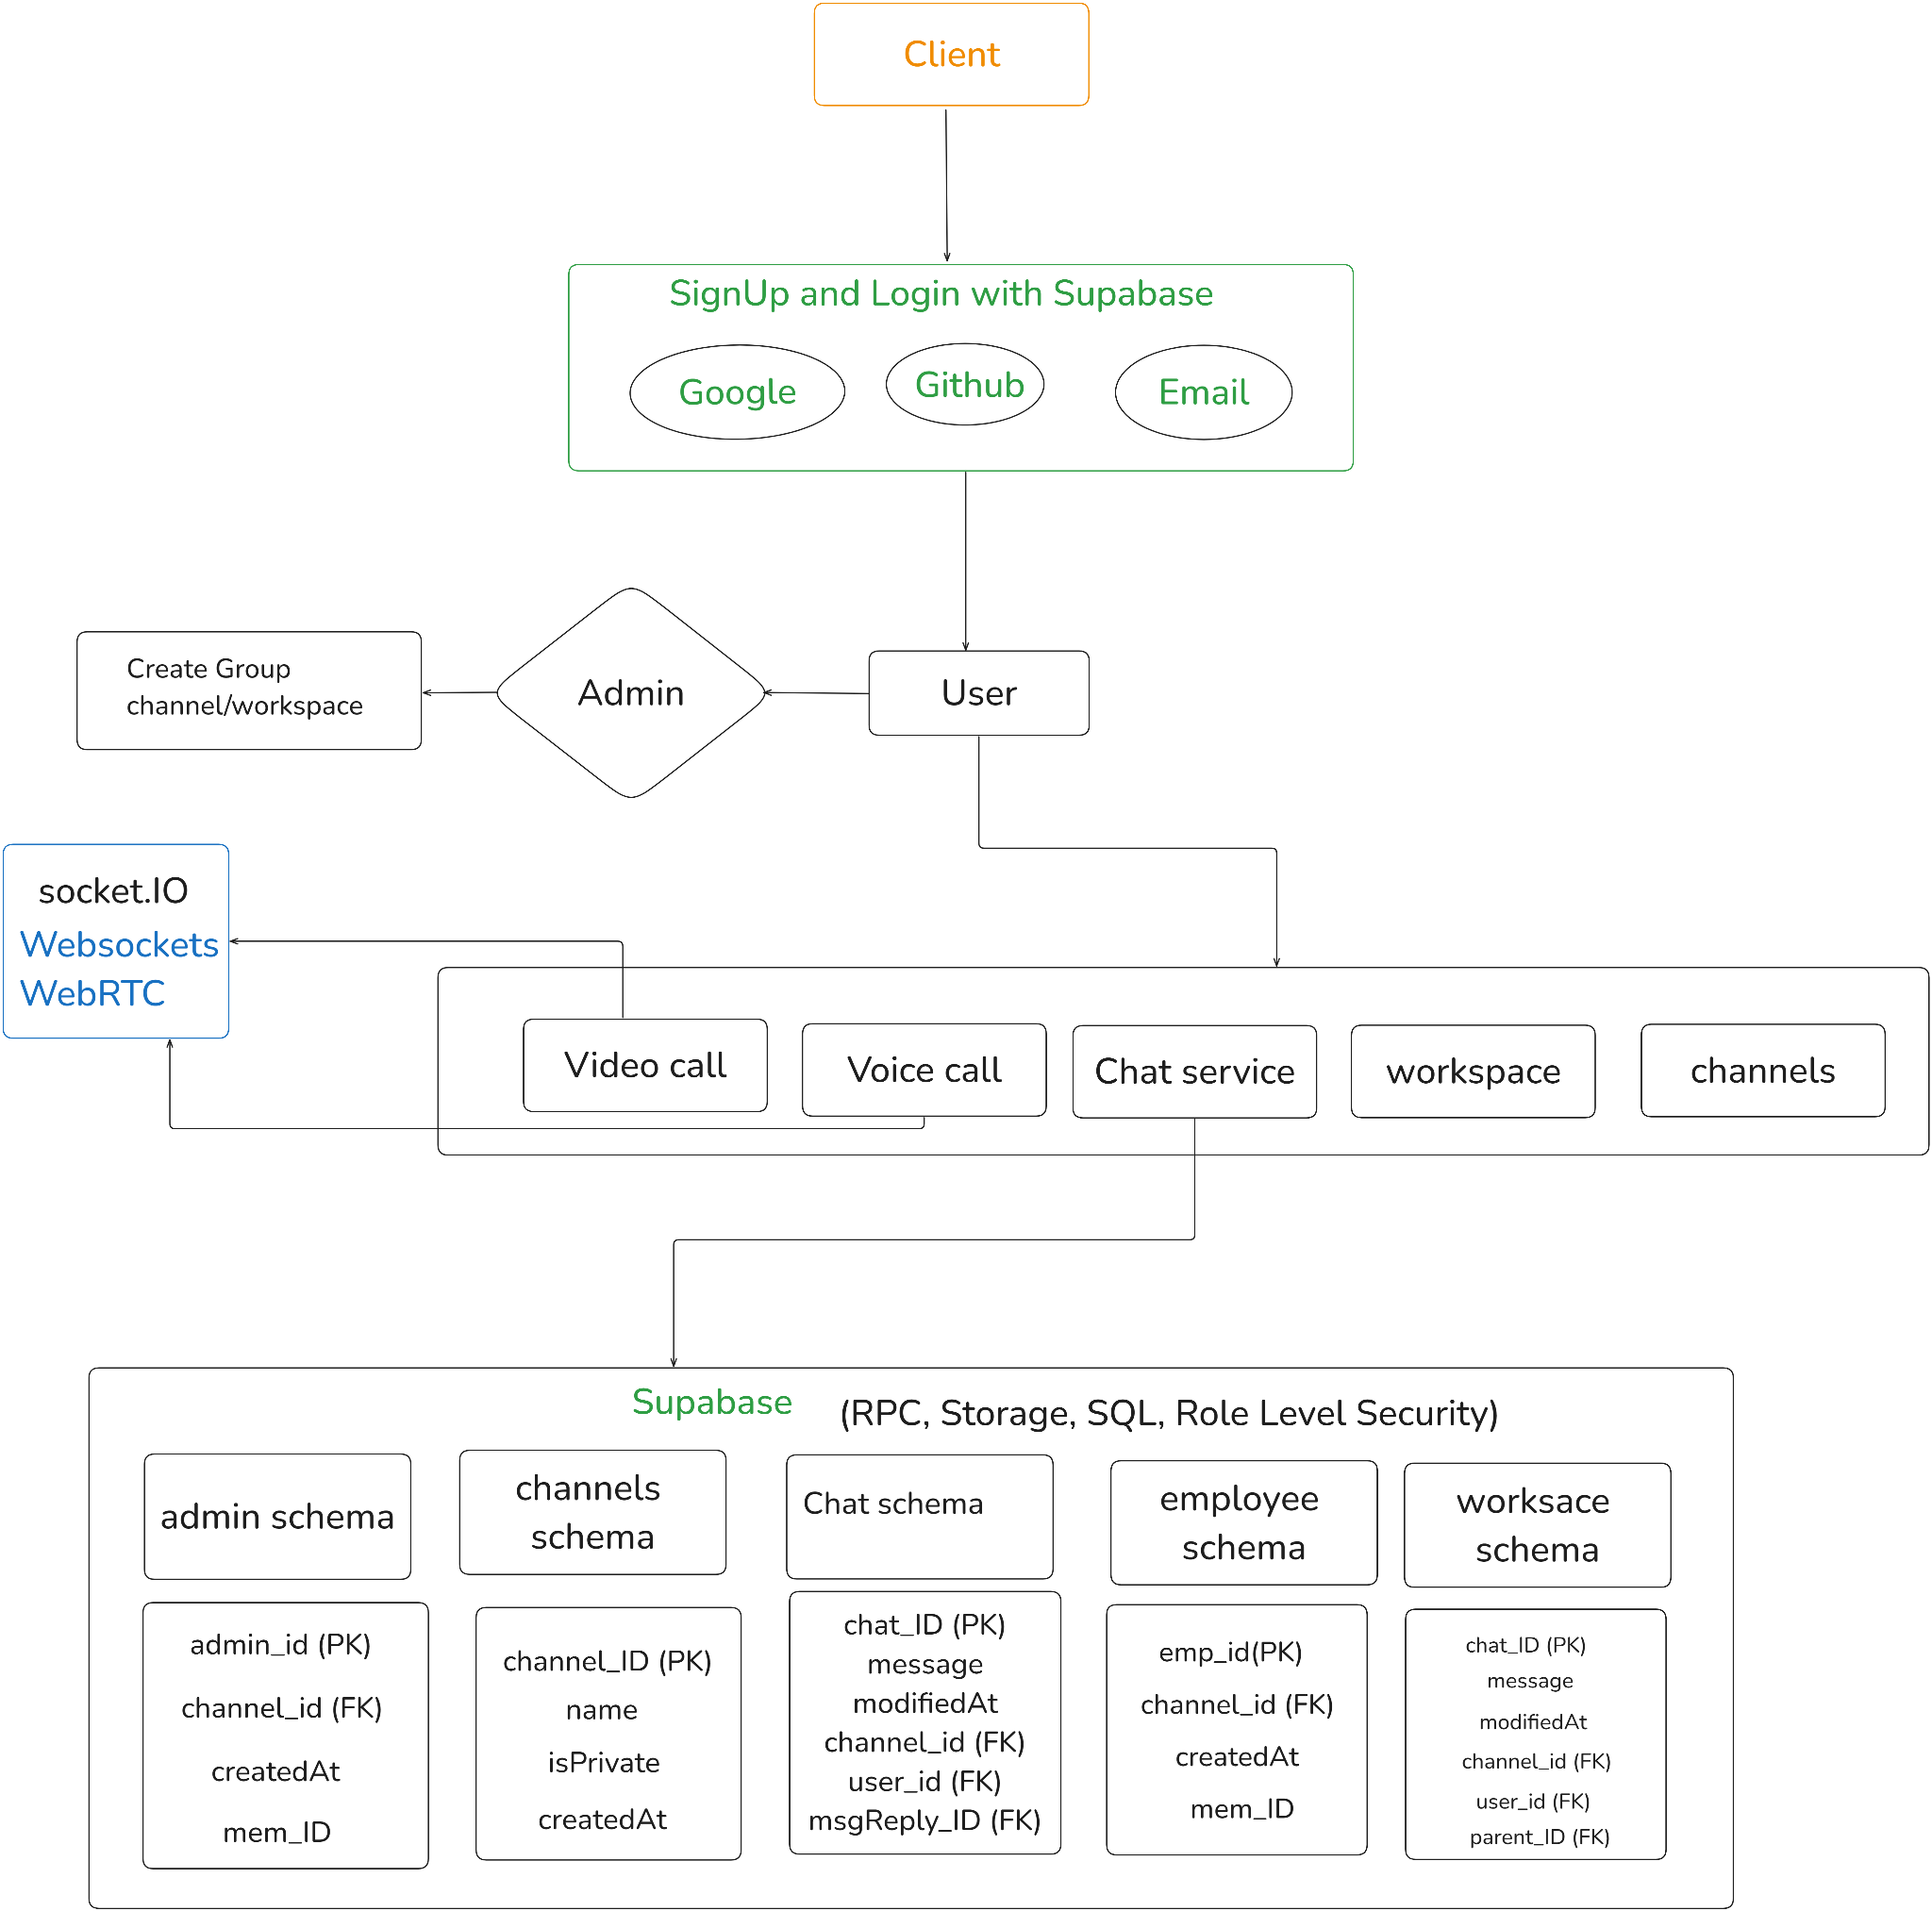 Client
SignUp and Login with Supabase
Google
Github
Email
Create Group
channel/workspace
Admin
User
socket.IO
Websockets
WebRTC
Video call
Voice call
Chat service
workspace
channels
Supabase
(RPC, Storage, SQL, Role Level Security)
admin schema
channels
schema
Chat schema
employee
schema
worksace
schema
admin_id (PK)
channel_id (FK)
createdAt
mem_ID
channel_ID (PK)
name
isPrivate
createdAt
chat_ID (PK)
message
modifiedAt
channel_id (FK)
user_id (FK)
msgReply_ID (FK)
emp_id(PK)
channel_id (FK)
createdAt
mem_ID
chat_ID (PK)
message
modifiedAt
channel_id (FK)
user_id (FK)
parent_ID (FK)